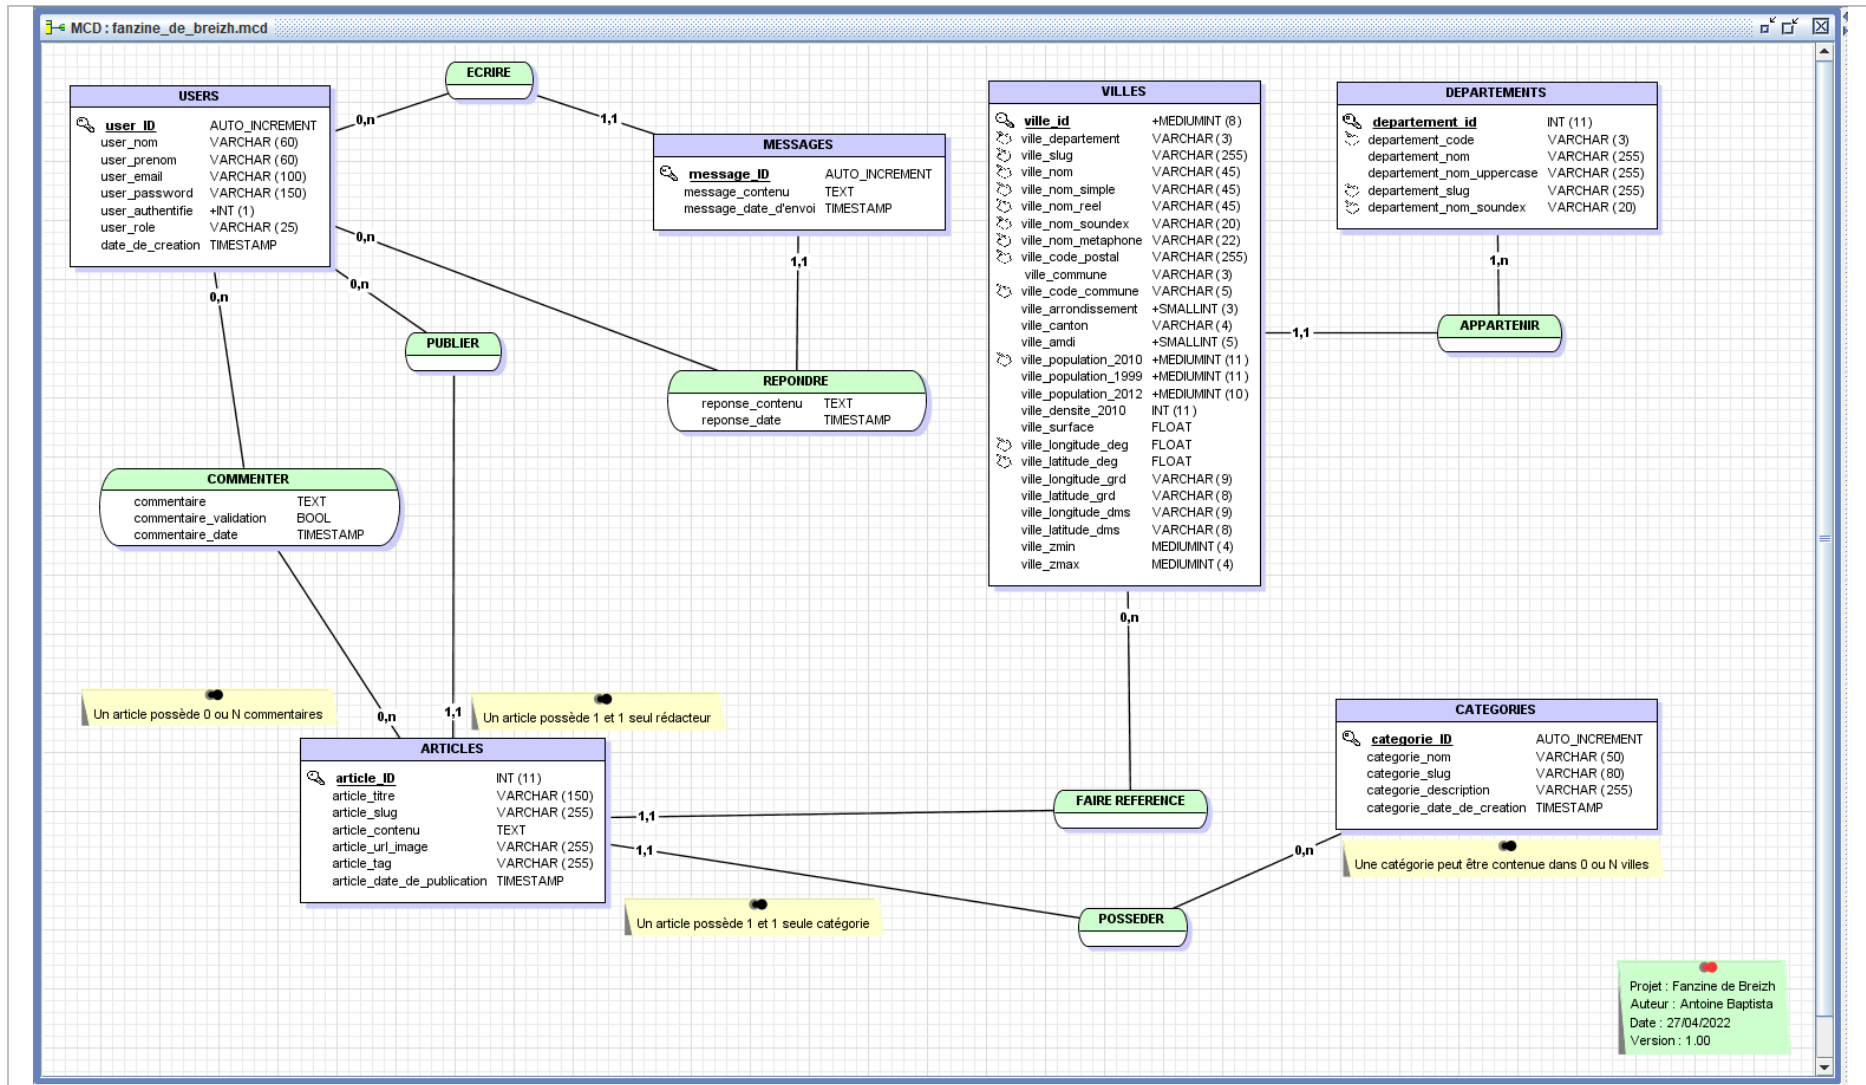 MCD : fanzine_de_breizh.mcd
ECRIRE
USERS
user_ID AUTO_INCREMENT
user_nom VARCHAR (60)
user_prenom VARCHAR (60)
user_email VARCHAR (100)
user_password VARCHAR (150)
user_authentifie +INT (1)
user_role VARCHAR (25)
date_de_creation TIMESTAMP
0,n
1,1
MESSAGES
message_ID AUTO_INCREMENT
message_contenu TEXT
message_date_d'envoi TIMESTAMP
VILLES
ville_id +MEDIUMINT (8)
ville_departement VARCHAR (3)
ville_slug VARCHAR (255)
ville_nom VARCHAR (45)
ville_nom_simple VARCHAR (45)
ville_nom_reel VARCHAR (45)
ville_nom_soundex VARCHAR (20)
ville_nom_metaphone VARCHAR (22)
ville_code_postal VARCHAR (255)
ville_commune VARCHAR (3)
ville_code_commune VARCHAR (5)
ville_arrondissement +SMALLINT (3)
ville_canton VARCHAR (4)
ville_amdi +SMALLINT (5)
ville_population_2010 +MEDIUMINT (11)
ville_population_1999 +MEDIUMINT (11)
ville_population_2012 +MEDIUMINT (10)
ville_densite_2010 INT (11)
ville_surface FLOAT
ville_longitude_deg FLOAT
ville_latitude_deg FLOAT
ville_longitude_grd VARCHAR (9)
ville_latitude_grd VARCHAR (8)
ville_longitude_dms VARCHAR (9)
ville_latitude_dms VARCHAR (8)
ville_zmin MEDIUMINT (4)
ville_zmax MEDIUMINT (4)
DEPARTEMENTS
departement_id INT (11)
departement_code VARCHAR (3)
departement_nom VARCHAR (255)
departement_nom_uppercase VARCHAR (255)
departement_slug VARCHAR (255)
departement_nom_soundex VARCHAR (20)
0,n
1,1
1,n
0,n
0,n
PUBLIER
1,1
APPARTENIR
REPONDRE
reponse_contenu TEXT
reponse_date TIMESTAMP
COMMENTER
commentaire TEXT
commentaire_validation BOOL
commentaire_date TIMESTAMP
0,n
Un article possède 0 ou N commentaires
0,n
1,1
Un article possède 1 et 1 seul rédacteur
ARTICLES
article_ID INT (11)
article_titre VARCHAR (150)
article_slug VARCHAR (255)
article_contenu TEXT
article_url_image VARCHAR (255)
article_tag VARCHAR (255)
article_date_de_publication TIMESTAMP
CATEGORIES
categorie_ID AUTO_INCREMENT
categorie_nom VARCHAR (50)
categorie_slug VARCHAR (80)
categorie_description VARCHAR (255)
categorie_date_de_creation TIMESTAMP
FAIRE REFERENCE
1,1
1,1
0,n
Une catégorie peut être contenue dans 0 ou N villes
Un article possède 1 et 1 seule catégorie
POSSEDER
Projet : Fanzine de Breizh
Auteur : Antoine Baptista
Date : 27/04/2022
Version : 1.00